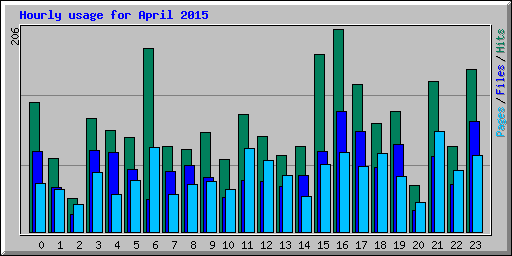 Hourly usage for April 2015
206
0 1 2 3 4 5 6 7 8 9 10 11 12 13 14 15 16 17 18 19 20 21 22 23
Pages/Files/Hits